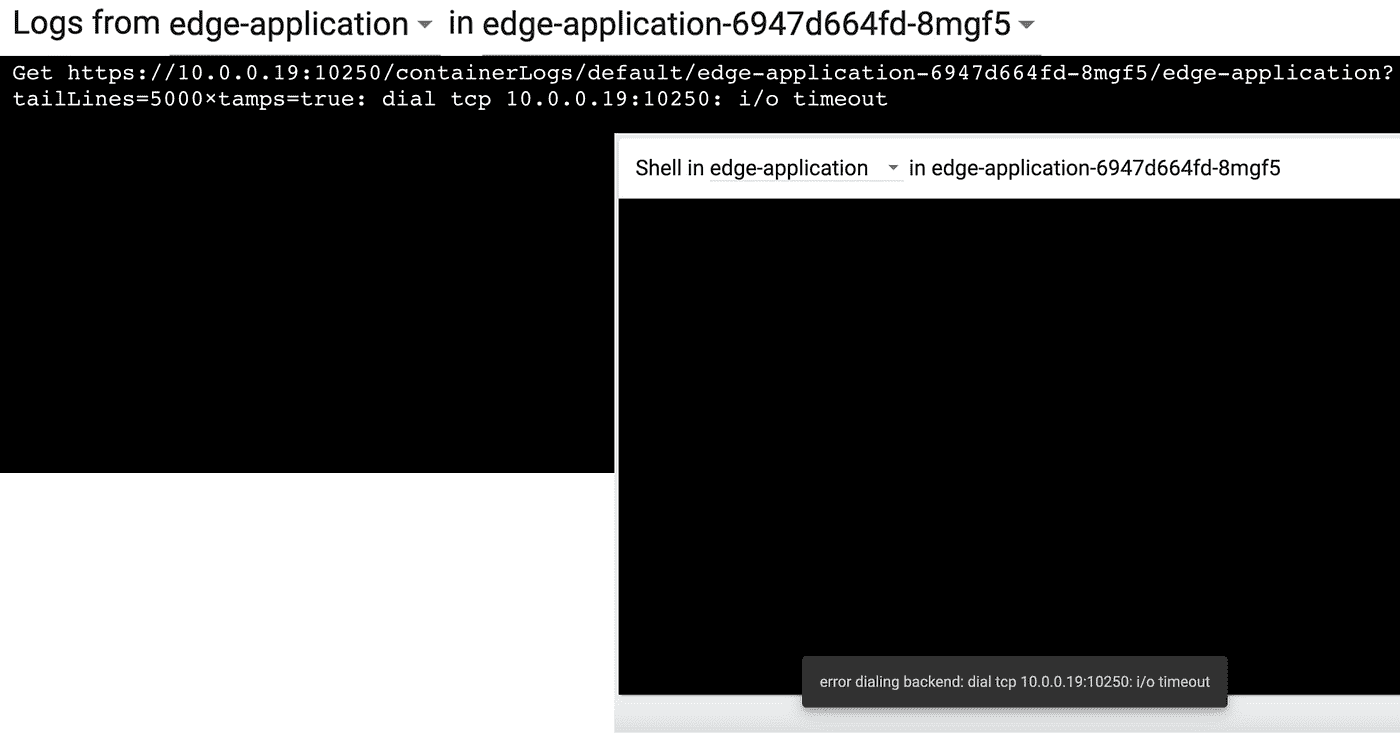 Logs from edge-application in edge-application-6947d664fd-8mgf5
Get https://10.0.0.19:10250/containerLogs/default/edge-application-6947d664fd-8mgf5/edge-application?
tailLines=5000×tamps=true: dial tcp 10.0.0.19:10250: i/o timeout
Shell in edge-application in edge-application-6947d664fd-8mgf5
error dialing backend: dial tcp 10.0.0.19:10250: i/o timeout